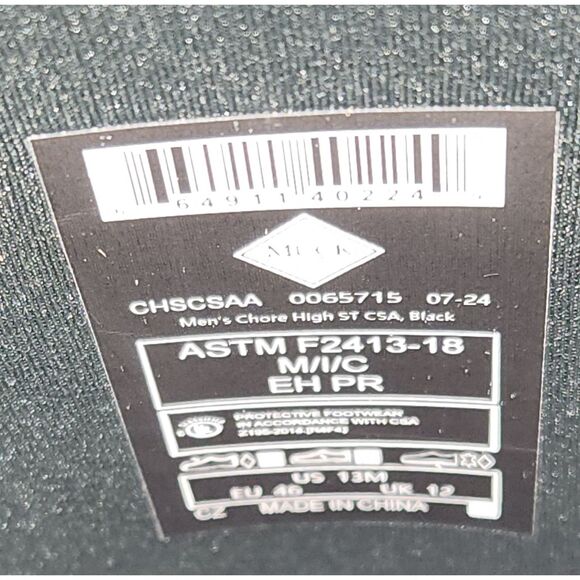 64911 40224
MUCK
CHSCSAA 0065715 07-24
Men's Chore High ST CSA, Black
ASTM F2413-18
M/I/C
EH PR
PROTECTIVE FOOTWEAR
IN ACCORDANCE WITH CSA
US 13M
EU 46 UK 12
CZ MADE IN CHINA